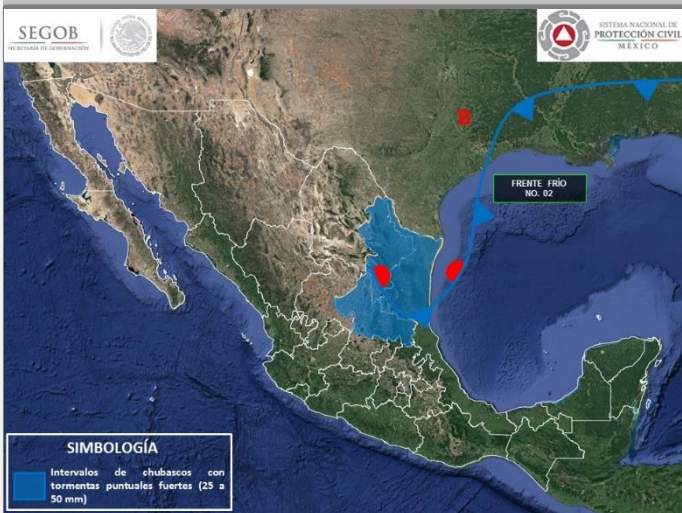 SEGOB
SECRETARÍA DE GOBERNACIÓN
SISTEMA NACIONAL DE
PROTECCIÓN CIVIL
MÉXICO
B
FRENTE FRÍO
NO. 02
SIMBOLOGÍA
Intervalos de chubascos con
tormentas puntuales fuertes (25 a
50 mm)